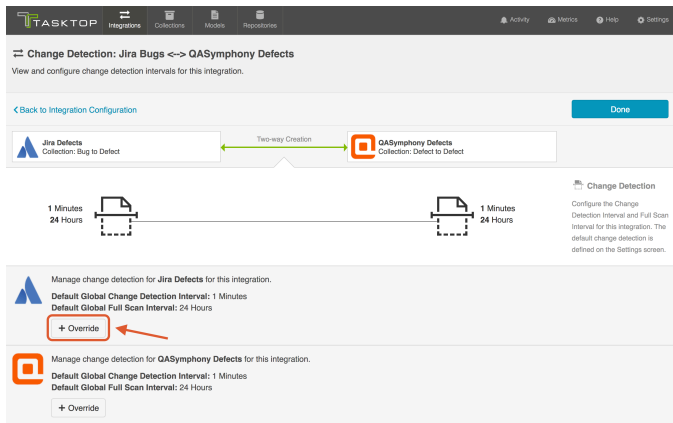 TASKTOP
Integrations
Collections
Models
Repositories
Activity
Metrics
Help
Settings
Change Detection: Jira Bugs <--> QASymphony Defects
View and configure change detection intervals for this integration.
Back to Integration Configuration
Done
Jira Defects
Collection: Bug to Defect
Two-way Creation
QASymphony Defects
Collection: Defect to Defect
1 Minutes
24 Hours
1 Minutes
24 Hours
Change Detection
Configure the Change
Detection Interval and Full Scan
Interval for this integration. The
default change detection is
defined on the Settings screen.
Manage change detection for Jira Defects for this integration.
Default Global Change Detection Interval: 1 Minutes
Default Global Full Scan Interval: 24 Hours
+ Override
Manage change detection for QASymphony Defects for this integration.
Default Global Change Detection Interval: 1 Minutes
Default Global Full Scan Interval: 24 Hours
+ Override